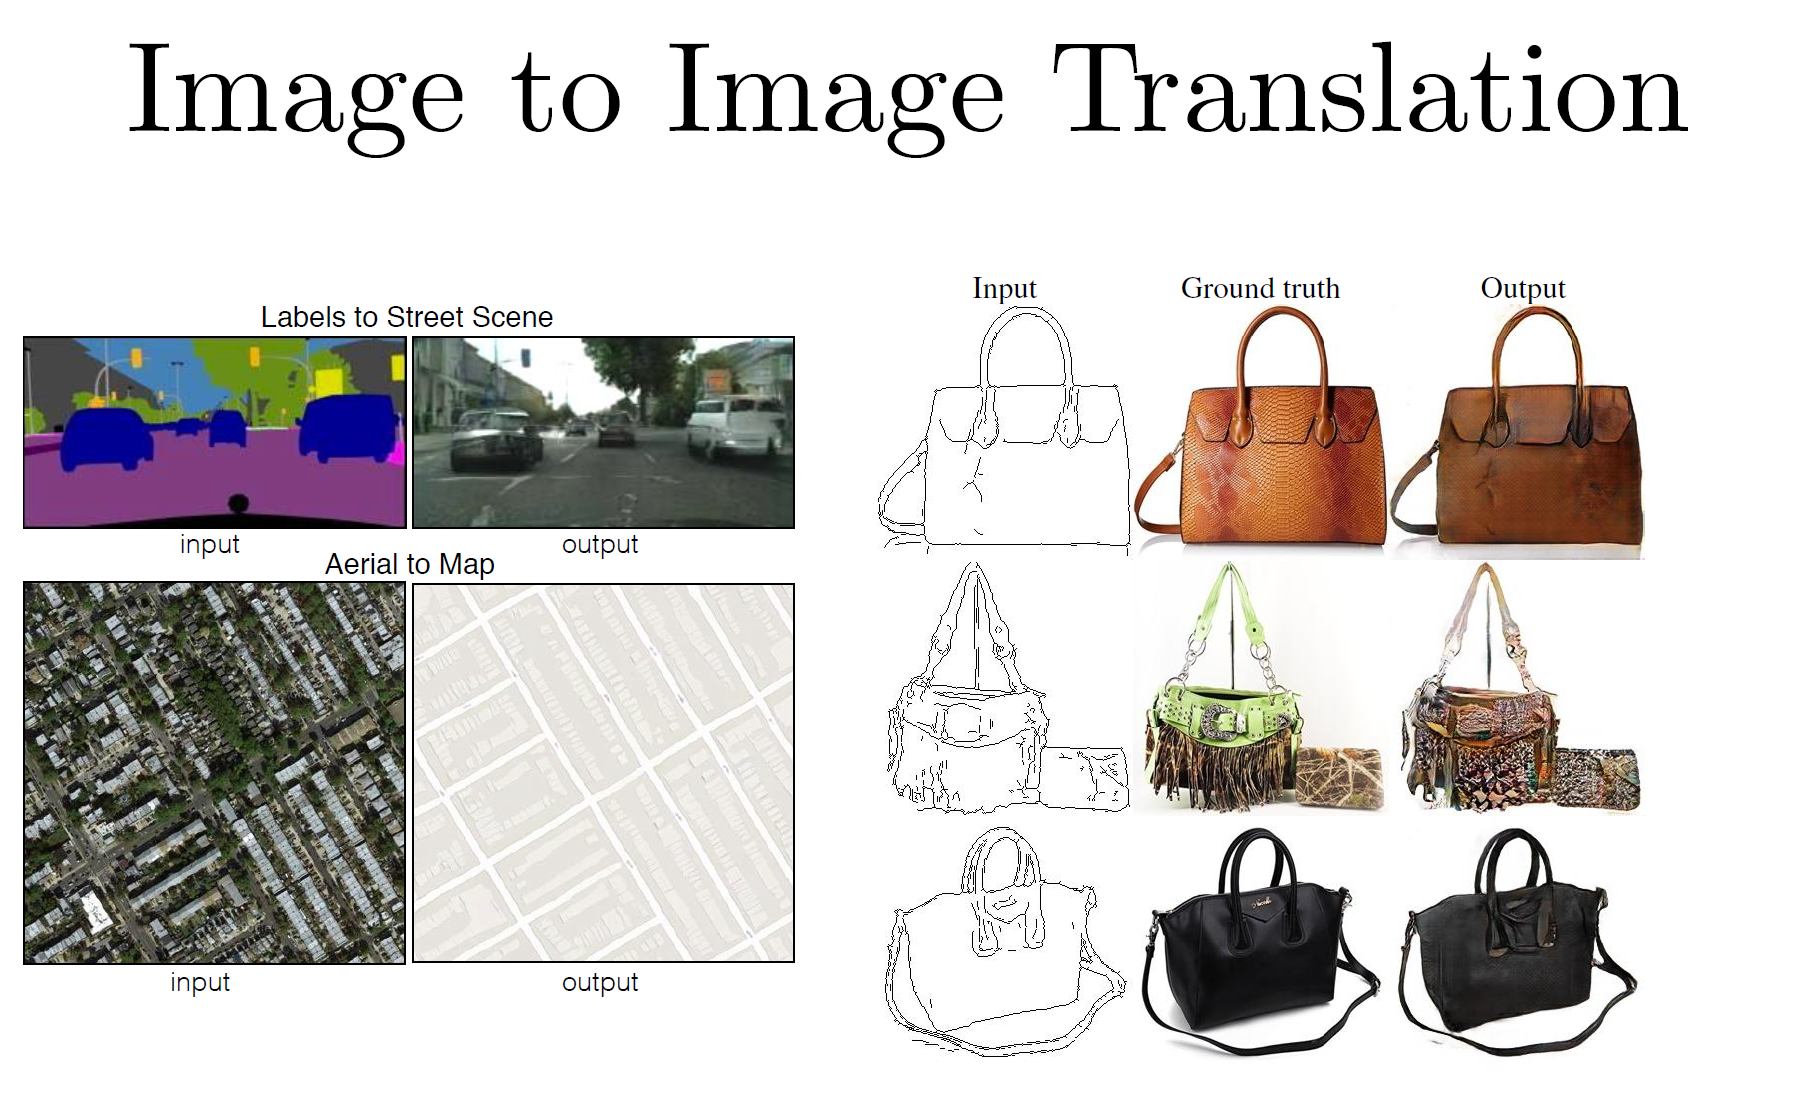 Image to Image Translation
Labels to Street Scene
input
output
Aerial to Map
input
output
Input
Ground truth
Output